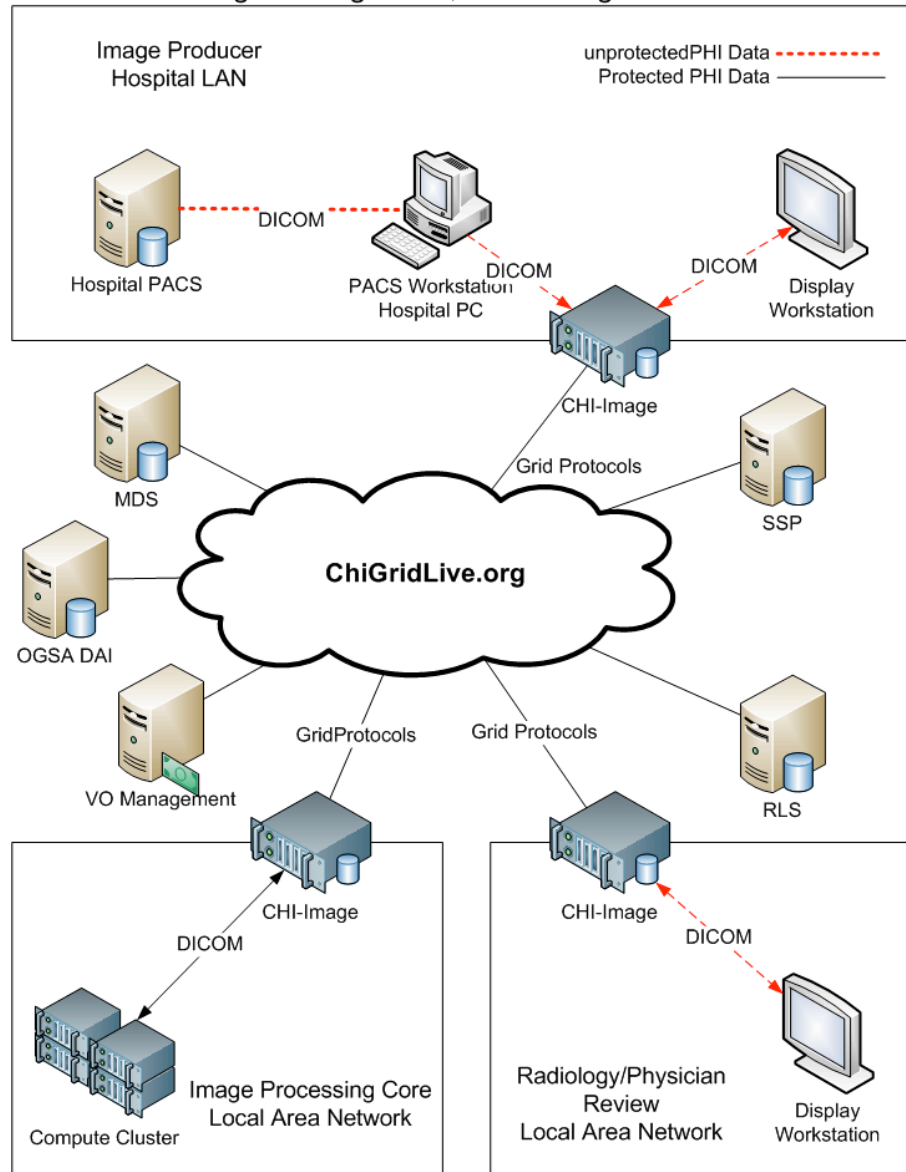 Image Producer
Hospital LAN
unprotectedPHI Data
Protected PHI Data
DICOM
Hospital PACS
PACS Workstation
Hospital PC
DICOM
DICOM
Display
Workstation
CHI-Image
Grid Protocols
MDS
SSP
ChiGridLive.org
OGSA DAI
VO Management
GridProtocols
Grid Protocols
RLS
CHI-Image
DICOM
Compute Cluster
Image Processing Core
Local Area Network
CHI-Image
DICOM
Radiology/Physician
Review
Local Area Network
Display
Workstation